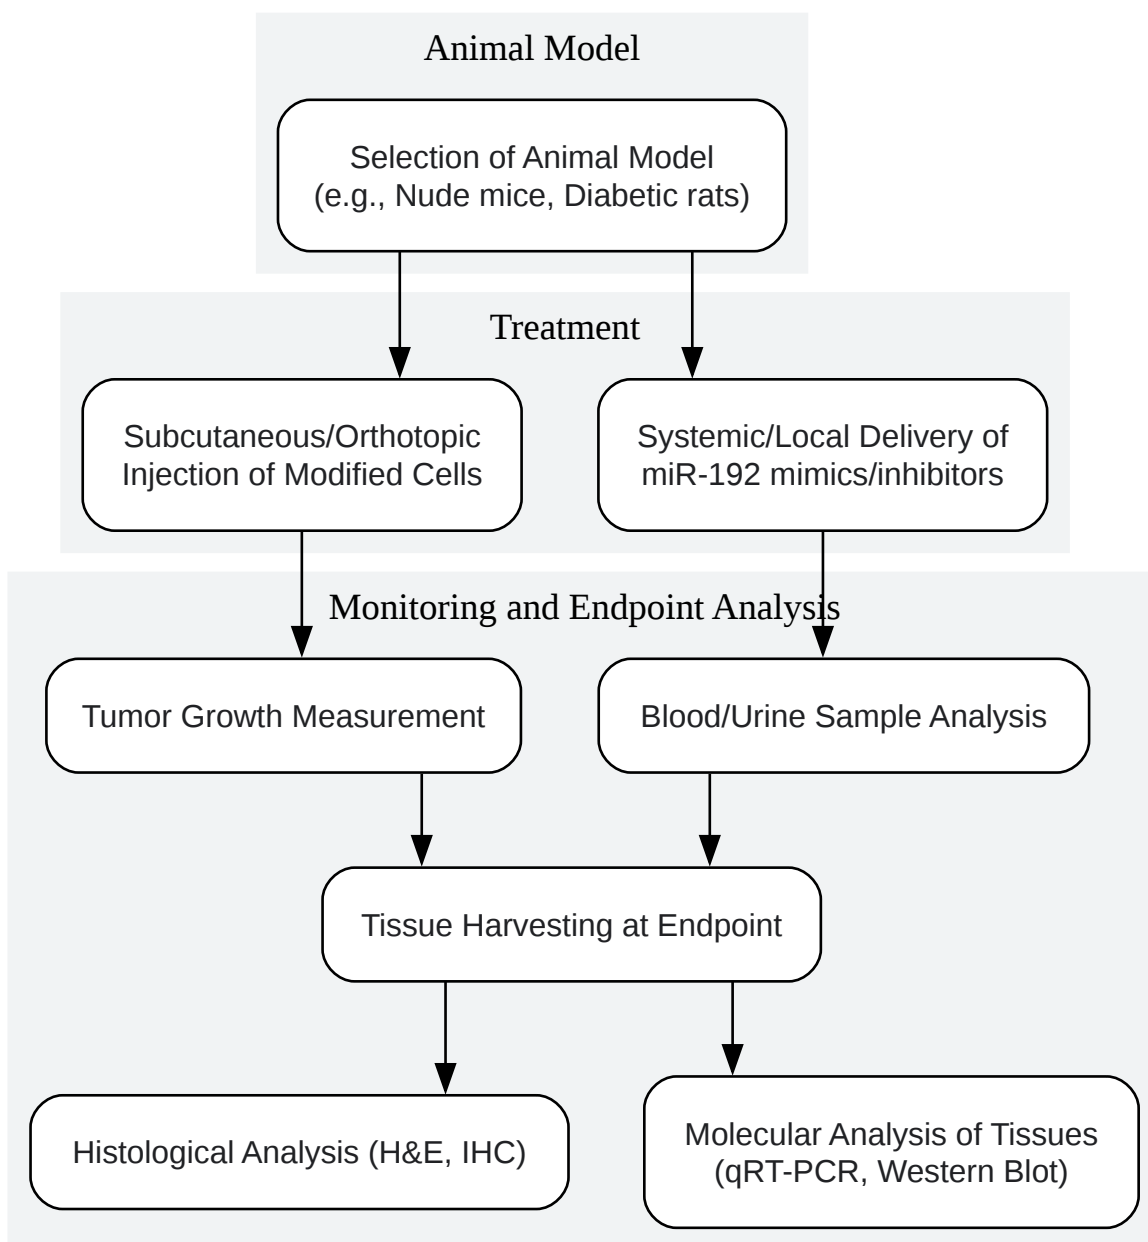 Animal Model
Selection of Animal Model
(e.g., Nude mice, Diabetic rats)
Treatment
Subcutaneous/Orthotopic
Injection of Modified Cells
Systemic/Local Delivery of
miR-192 mimics/inhibitors
Monitoring and Endpoint Analysis
Tumor Growth Measurement
Blood/Urine Sample Analysis
Tissue Harvesting at Endpoint
Histological Analysis (H&E, IHC)
Molecular Analysis of Tissues
(qRT-PCR, Western Blot)